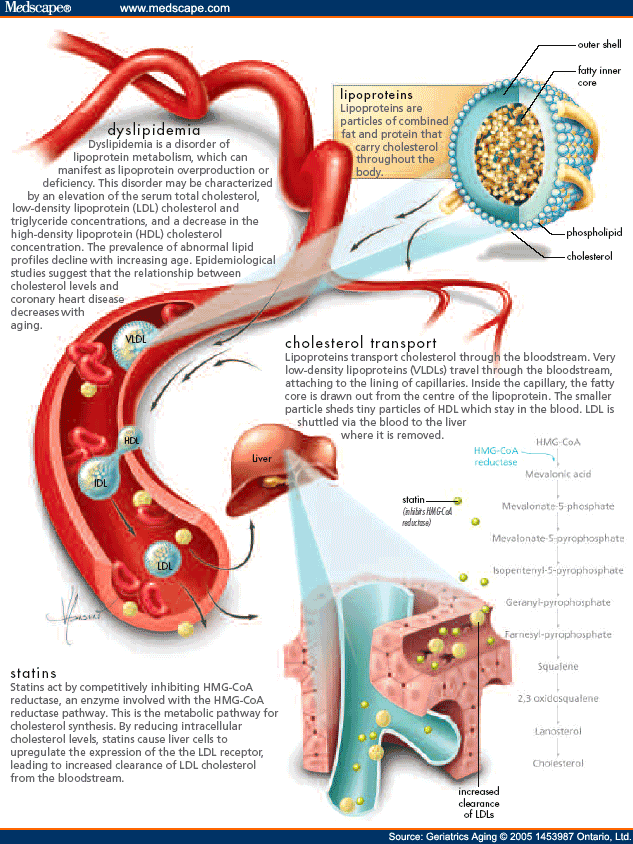 Medscape® www.medscape.com
outer shell
fatty inner
core
lipoproteins
Lipoproteins are
particles of combined
fat and protein that
carry cholesterol
throughout the
body.
phospholipid
cholesterol
dyslipidemia
Dyslipidemia is a disorder of
lipoprotein metabolism, which can
manifest as lipoprotein overproduction or
deficiency. This disorder may be characterized
by an elevation of the serum total cholesterol,
low-density lipoprotein (LDL) cholesterol and
triglyceride concentrations, and a decrease in the
high-density lipoprotein (HDL) cholesterol
concentration. The prevalence of abnormal lipid
profiles decline with increasing age. Epidemiological
studies suggest that the relationship between
cholesterol levels and
coronary heart disease
decreases with
aging.
VLDL
HDL
IDL
LDL
cholesterol transport
Lipoproteins transport cholesterol through the bloodstream. Very
low-density lipoproteins (VLDLs) travel through the bloodstream,
attaching to the lining of capillaries. Inside the capillary, the fatty
core is drawn out from the centre of the lipoprotein. The smaller
particle sheds tiny particles of HDL which stay in the blood. LDL is
shuttled via the blood to the liver
where it is removed.
Liver
statin
(inhibits HMG-CoA
reductase)
HMG-CoA
HMG-CoA
reductase
Mevalonic acid
Mevalonate-5-phosphate
Mevalonate-5-pyrophosphate
Isopentenyl-5-pyrophosphate
Geranyl-pyrophosphate
Farnesyl-pyrophosphate
Squalene
2,3 oxidosqualene
Lanosterol
Cholesterol
increased
clearance
of LDLs
statins
Statins act by competitively inhibiting HMG-CoA
reductase, an enzyme involved with the HMG-CoA
reductase pathway. This is the metabolic pathway for
cholesterol synthesis. By reducing intracellular
cholesterol levels, statins cause liver cells to
upregulate the expression of the the LDL receptor,
leading to increased clearance of LDL cholesterol
from the bloodstream.
Source: Geriatrics Aging © 2005 1453987 Ontario, Ltd.